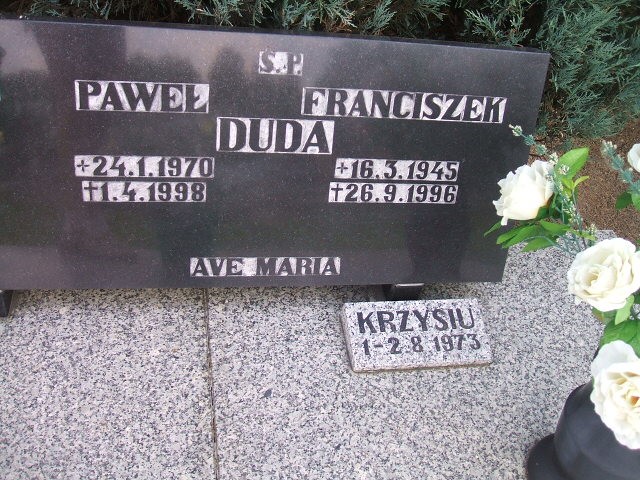 Ś.P.
PAWEŁ FRANCISZEK
DUDA
+24.1.1970 +16.3.1945
†1.4.1998 †26.9.1996
AVE MARIA
KRZYSIU
1-2.8.1973